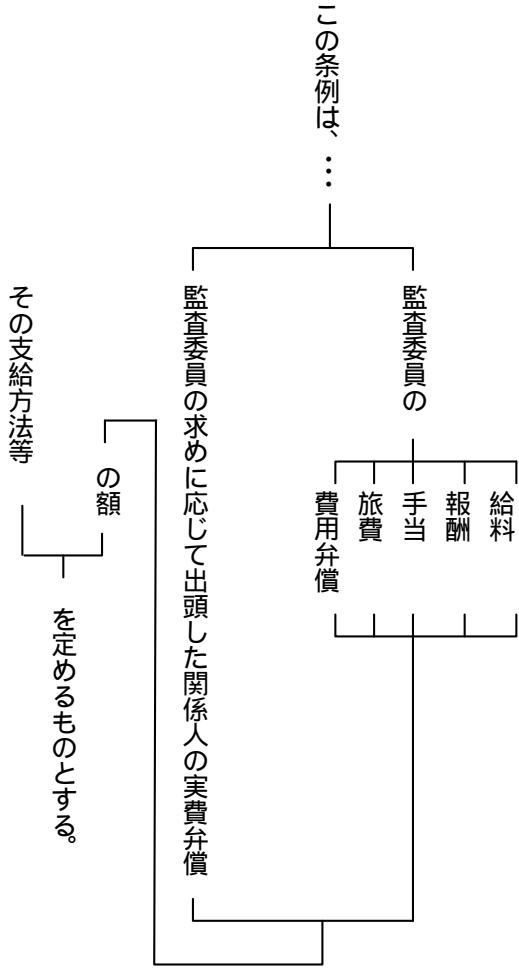 この条例は、…
監査委員の
給料
報酬
手当
旅費
費用弁償
監査委員の求めに応じて出頭した関係人の実費弁償
の額
その支給方法等
を定めるものとする。